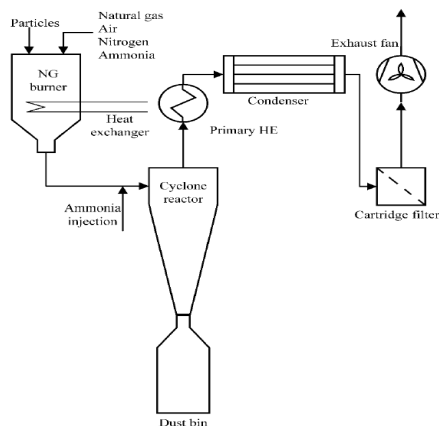 Particles
Natural gas
Air
Nitrogen
Ammonia
NG
burner
Heat
exchanger
Primary HE
Condenser
Exhaust fan
Cartridge filter
Ammonia
injection
Cyclone
reactor
Dust bin